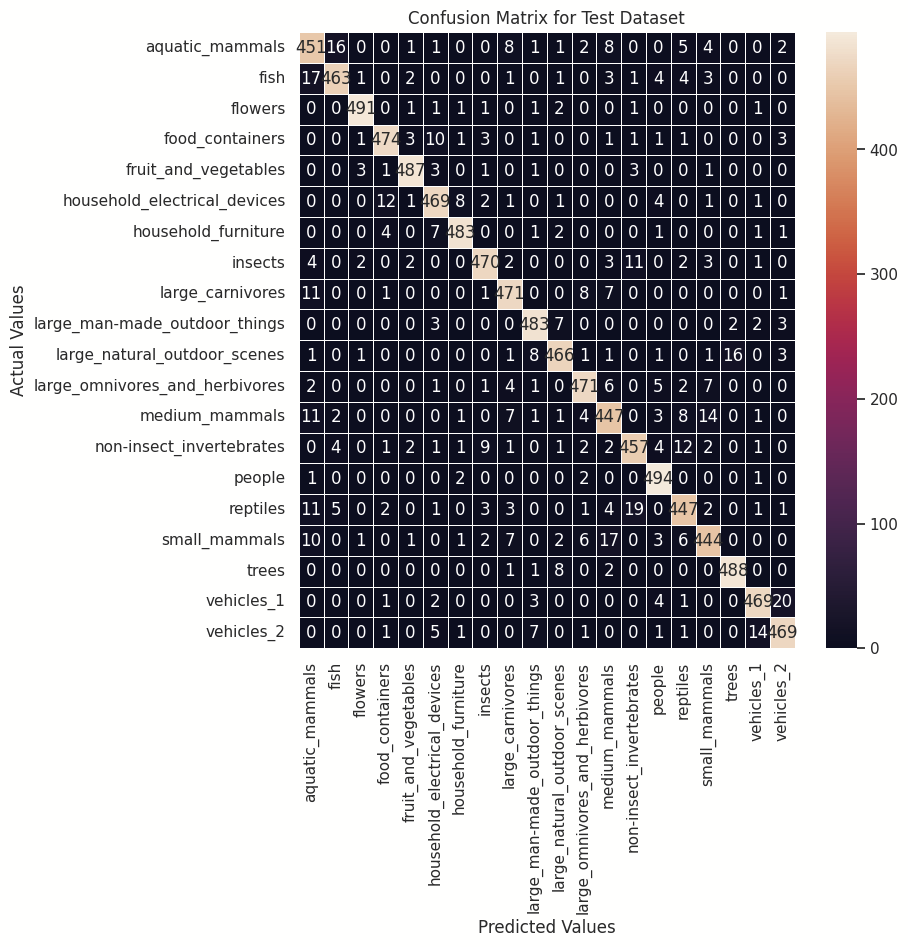 Confusion Matrix for Test Dataset
aquatic_mammals 451 16 0 0 1 1 0 0 8 1 1 2 8 0 0 5 4 0 0 2
fish 17 463 1 0 2 0 0 0 1 0 1 0 3 1 4 4 3 0 0 0
flowers 0 0 491 0 1 1 1 1 0 1 2 0 0 1 0 0 0 0 1 0
food_containers 0 0 1 474 3 10 1 3 0 1 0 0 1 1 1 1 0 0 0 3
fruit_and_vegetables 0 0 3 1 487 3 0 1 0 1 0 0 0 3 0 0 1 0 0 0
household_electrical_devices 0 0 0 12 1 469 8 2 1 0 1 0 0 0 4 0 1 0 1 0
household_furniture 0 0 0 4 0 7 483 0 0 1 2 0 0 0 1 0 0 0 1 1
insects 4 0 2 0 2 0 0 470 2 0 0 0 3 11 0 2 3 0 1 0
large_carnivores 11 0 0 1 0 0 0 1 471 0 0 8 7 0 0 0 0 0 0 1
large_man-made_outdoor_things 0 0 0 0 0 3 0 0 0 483 7 0 0 0 0 0 0 2 2 3
large_natural_outdoor_scenes 1 0 1 0 0 0 0 0 1 8 466 1 1 0 1 0 1 16 0 3
large_omnivores_and_herbivores 2 0 0 0 0 1 0 1 4 1 0 471 6 0 5 2 7 0 0 0
medium_mammals 11 2 0 0 0 0 1 0 7 1 1 4 447 0 3 8 14 0 1 0
non-insect_invertebrates 0 4 0 1 2 1 1 9 1 0 1 2 2 457 4 12 2 0 1 0
people 1 0 0 0 0 0 2 0 0 0 0 2 0 0 494 0 0 0 1 0
reptiles 11 5 0 2 0 1 0 3 3 0 0 1 4 19 0 447 2 0 1 1
small_mammals 10 0 1 0 1 0 1 2 7 0 2 6 17 0 3 6 444 0 0 0
trees 0 0 0 0 0 0 0 0 1 1 8 0 2 0 0 0 0 488 0 0
vehicles_1 0 0 0 1 0 2 0 0 0 3 0 0 0 0 4 1 0 0 469 20
vehicles_2 0 0 0 1 0 5 1 0 0 7 0 1 0 0 1 1 0 0 14 469
Actual Values
aquatic_mammals
fish
flowers
food_containers
fruit_and_vegetables
household_electrical_devices
household_furniture
insects
large_carnivores
large_man-made_outdoor_things
large_natural_outdoor_scenes
large_omnivores_and_herbivores
medium_mammals
non-insect_invertebrates
people
reptiles
small_mammals
trees
vehicles_1
vehicles_2
Predicted Values
400
300
200
100
0